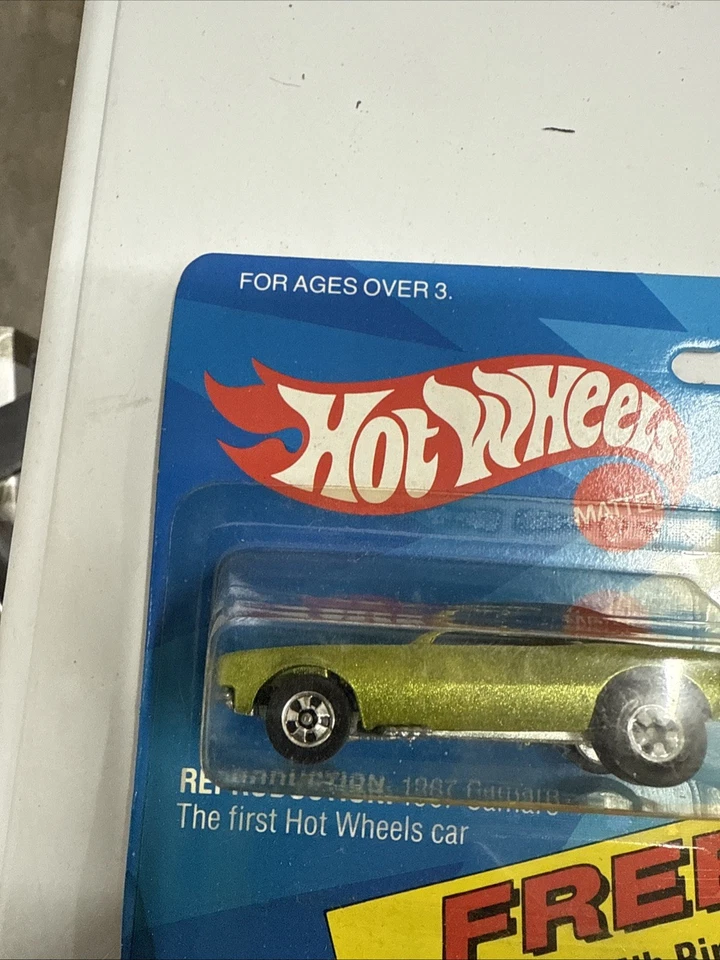 FOR AGES OVER 3.
Hot Wheels
MATTEL
REPRODUCTION: 1967 Camaro
The first Hot Wheels car
FREE